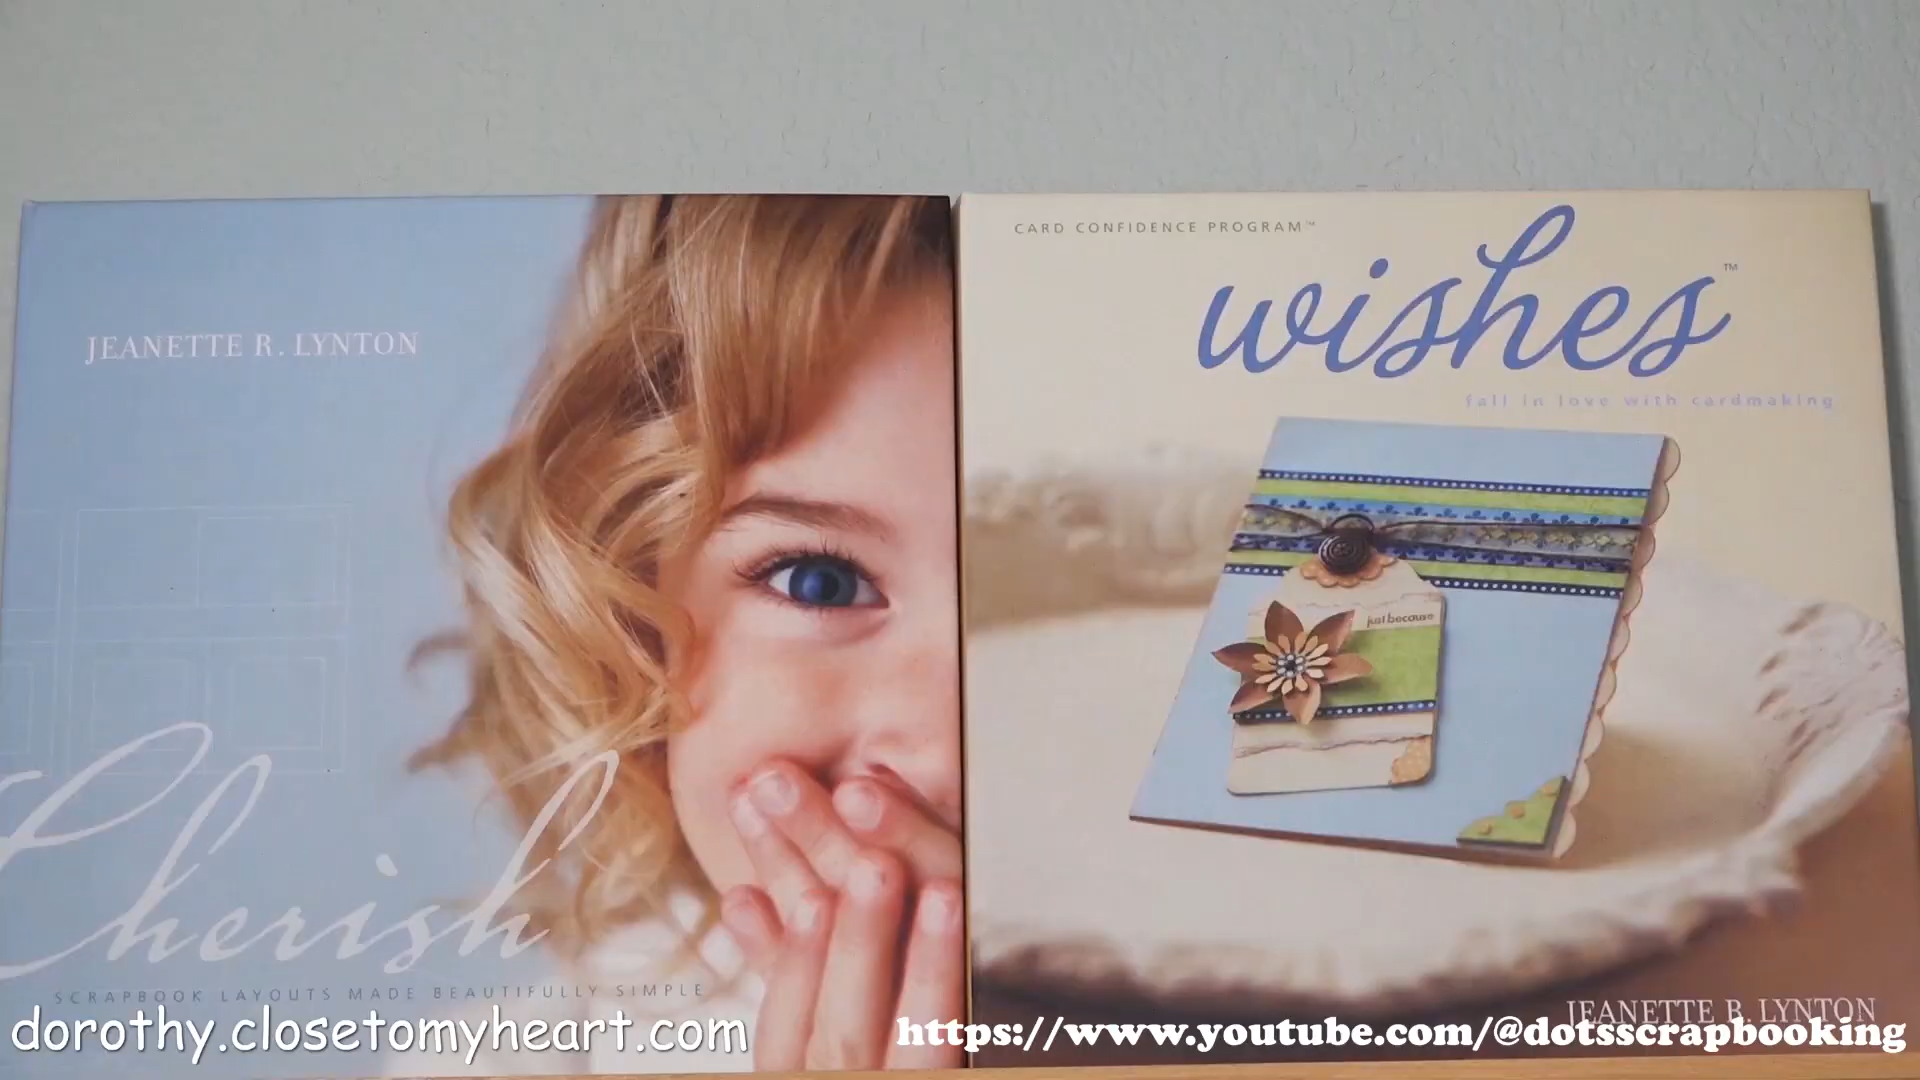 JEANETTE R. LYNTON
Cherish
SCRAPBOOK LAYOUTS MADE BEAUTIFULLY SIMPLE
CARD CONFIDENCE PROGRAM™
wishes™
fall in love with cardmaking
just because
JEANETTE R. LYNTON
dorothy.closetomyheart.com
https://www.youtube.com/@dotsscrapbooking